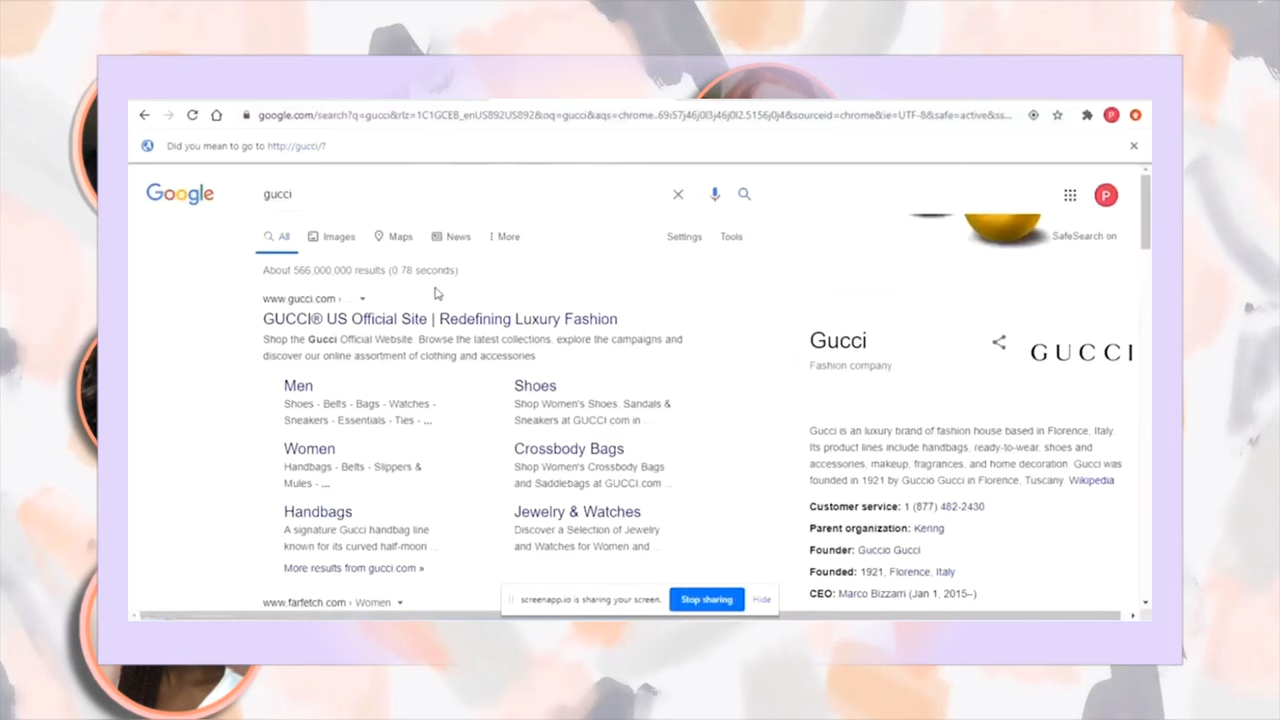 google.com/search?q=gucci&rlz=1C1GCEB_enUS892US892&oq=gucci&aqs=chrome..69i57j46j0l3j46j0l2.5156j0j4&sourceid=chrome&ie=UTF-8&safe=active&ss...
Did you mean to go to http://gucci/?
Google
gucci
P
All
Images
Maps
News
More
Settings
Tools
SafeSearch on
About 566,000,000 results (0.78 seconds)
www.gucci.com ›
GUCCI® US Official Site | Redefining Luxury Fashion
Shop the Gucci Official Website. Browse the latest collections, explore the campaigns and
discover our online assortment of clothing and accessories
Men
Shoes - Belts - Bags - Watches -
Sneakers - Essentials - Ties - ...
Shoes
Shop Women's Shoes, Sandals &
Sneakers at GUCCI.com in ...
Women
Handbags - Belts - Slippers &
Mules - ...
Crossbody Bags
Shop Women's Crossbody Bags
and Saddlebags at GUCCI.com ...
Handbags
A signature Gucci handbag line
known for its curved half-moon ...
Jewelry & Watches
Discover a Selection of Jewelry
and Watches for Women and ...
More results from gucci.com »
www.farfetch.com › Women
Gucci
Fashion company
GUCCI
Gucci is an luxury brand of fashion house based in Florence, Italy.
Its product lines include handbags, ready-to-wear, shoes and
accessories, makeup, fragrances, and home decoration. Gucci was
founded in 1921 by Guccio Gucci in Florence, Tuscany. Wikipedia
Customer service: 1 (877) 482-2430
Parent organization: Kering
Founder: Guccio Gucci
Founded: 1921, Florence, Italy
CEO: Marco Bizzarri (Jan 1, 2015–)
screenapp.io is sharing your screen.
Stop sharing
Hide